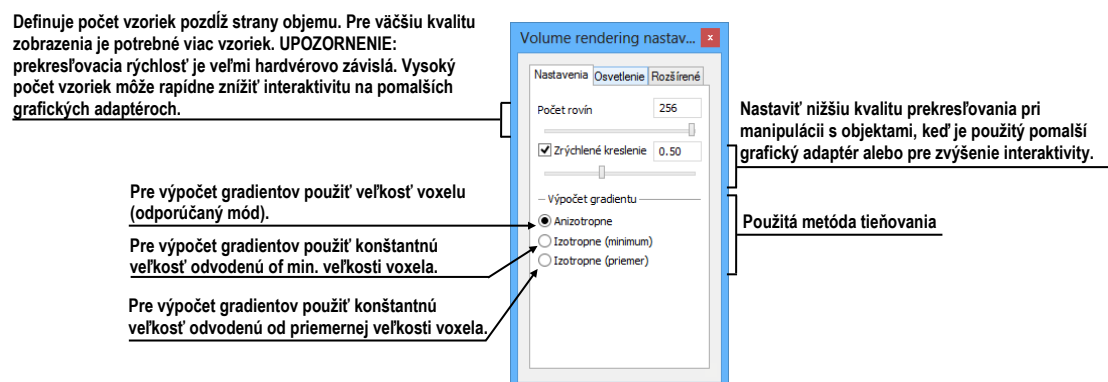 Definuje počet vzoriek pozdĺž strany objemu. Pre väčšiu kvalitu
zobrazenia je potrebné viac vzoriek. UPOZORNENIE:
prekresľovacia rýchlosť je veľmi hardvérovo závislá. Vysoký
počet vzoriek môže rapídne znížiť interaktivitu na pomalších
grafických adaptéroch.
Pre výpočet gradientov použiť veľkosť voxelu
(odporúčaný mód).
Pre výpočet gradientov použiť konštantnú
veľkosť odvodenú of min. veľkosti voxela.
Pre výpočet gradientov použiť konštantnú
veľkosť odvodenú od priemernej veľkosti voxela.
Volume rendering nastav... x
Nastavenia Osvetlenie Rozšírené
Počet rovín 256
Zrýchlené kreslenie 0.50
Výpočet gradientu
Anizotropne
Izotropne (minimum)
Izotropne (priemer)
Nastaviť nižšiu kvalitu prekresľovania pri
manipulácii s objektami, keď je použitý pomalší
grafický adaptér alebo pre zvýšenie interaktivity.
Použitá metóda tieňovania